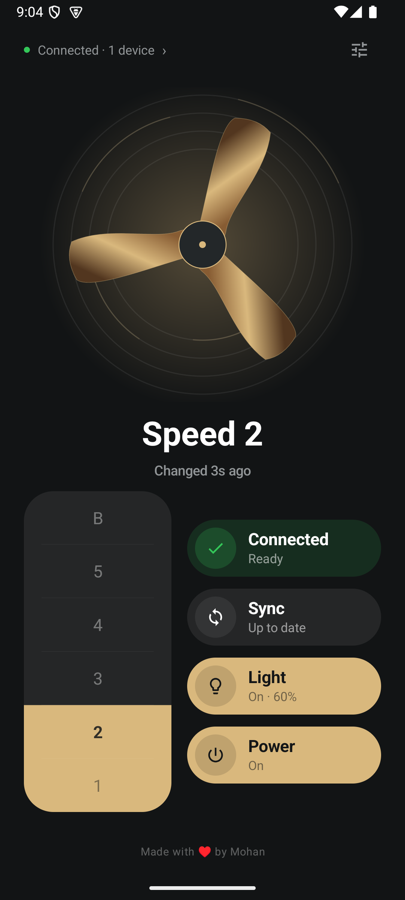 9:04
Connected · 1 device ›
Speed 2
Changed 3s ago
B
5
4
3
2
1
Connected
Ready
Sync
Up to date
Light
On · 60%
Power
On
Made with ❤️ by Mohan